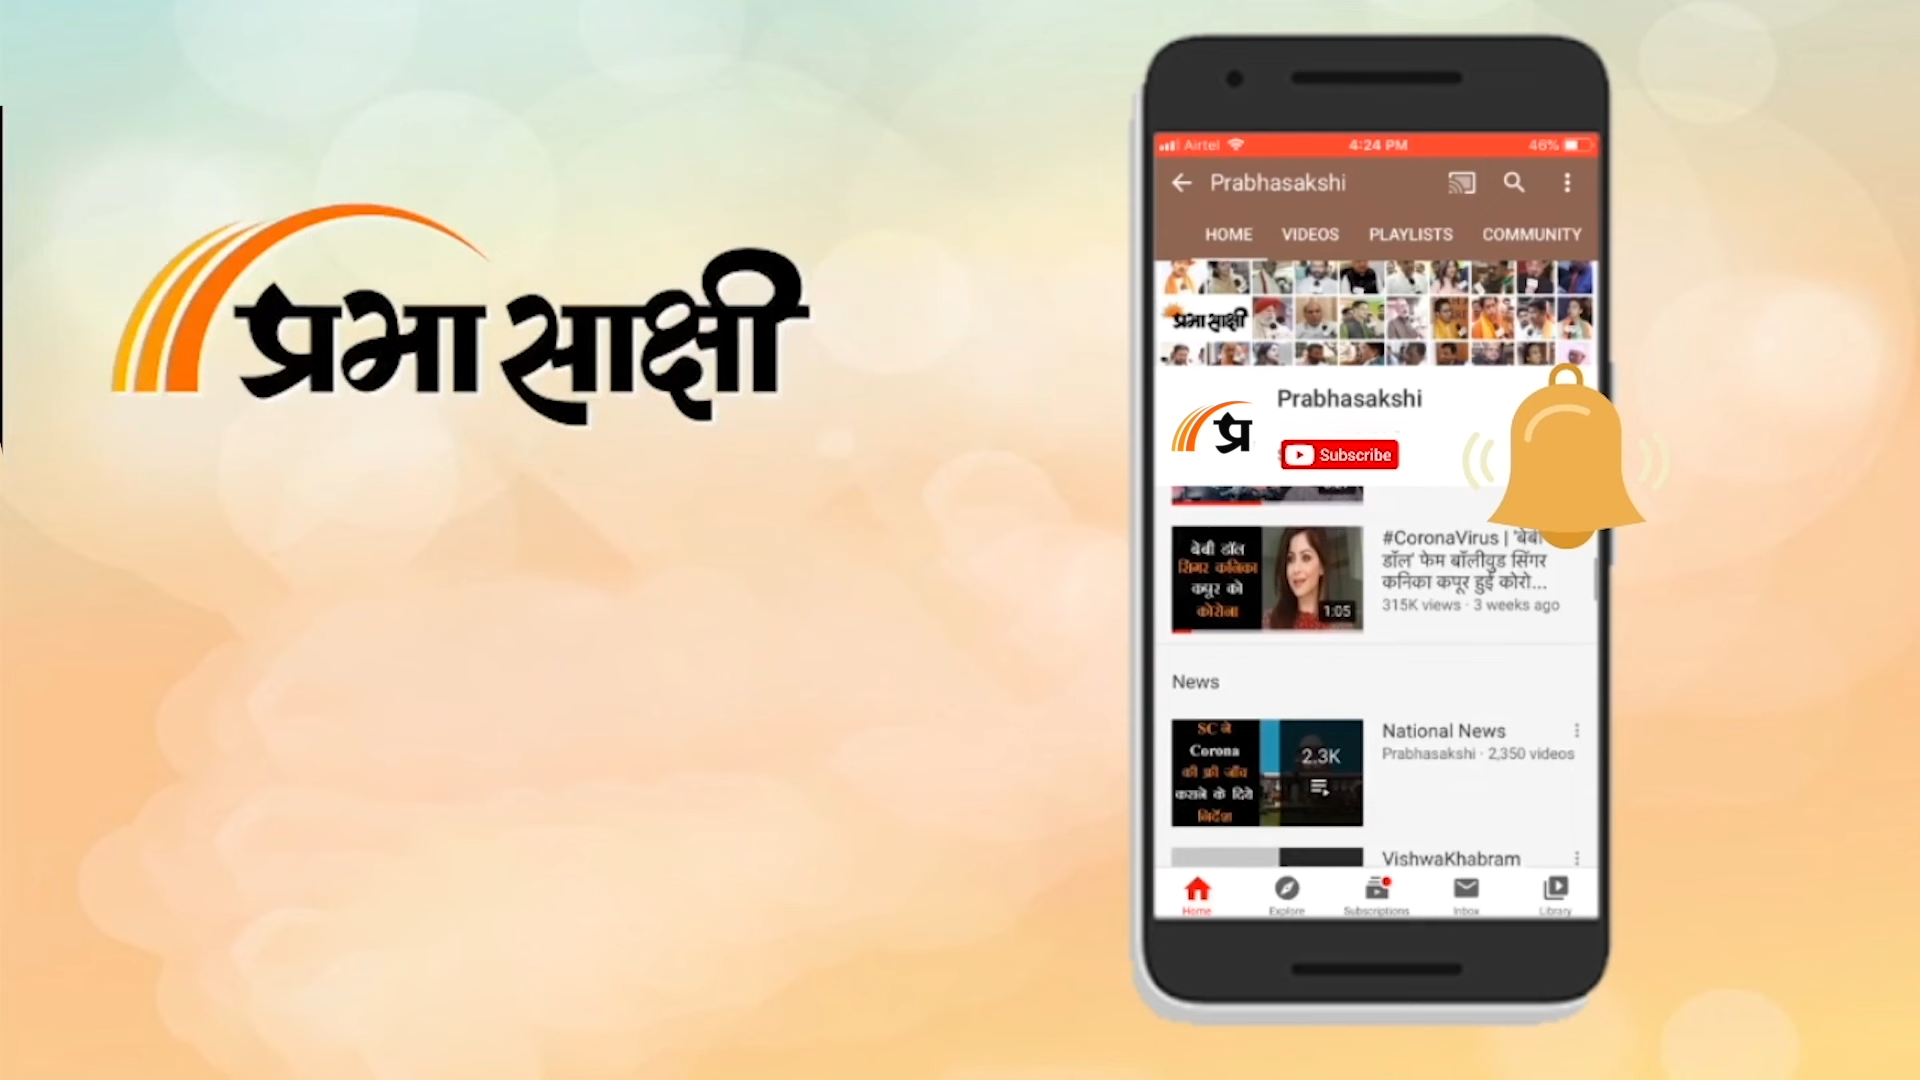 प्रभा साक्षी
Airtel 4:24 PM 46%
Prabhasakshi
HOME VIDEOS PLAYLISTS COMMUNITY
प्रभा साक्षी
Prabhasakshi
प्र
Subscribe
बेबी डॉल
सिंगर कनिका
कपूर को
कोरोना
1:05
#CoronaVirus | 'बेबी
डॉल' फेम बॉलीवुड सिंगर
कनिका कपूर हुईं कोरो...
315K views · 3 weeks ago
News
SC ने
Corona
की फ्री जाँच
कराने के दिये
निर्देश
2.3K
National News
Prabhasakshi · 2,350 videos
VishwaKhabram
Home Explore Subscriptions Inbox Library